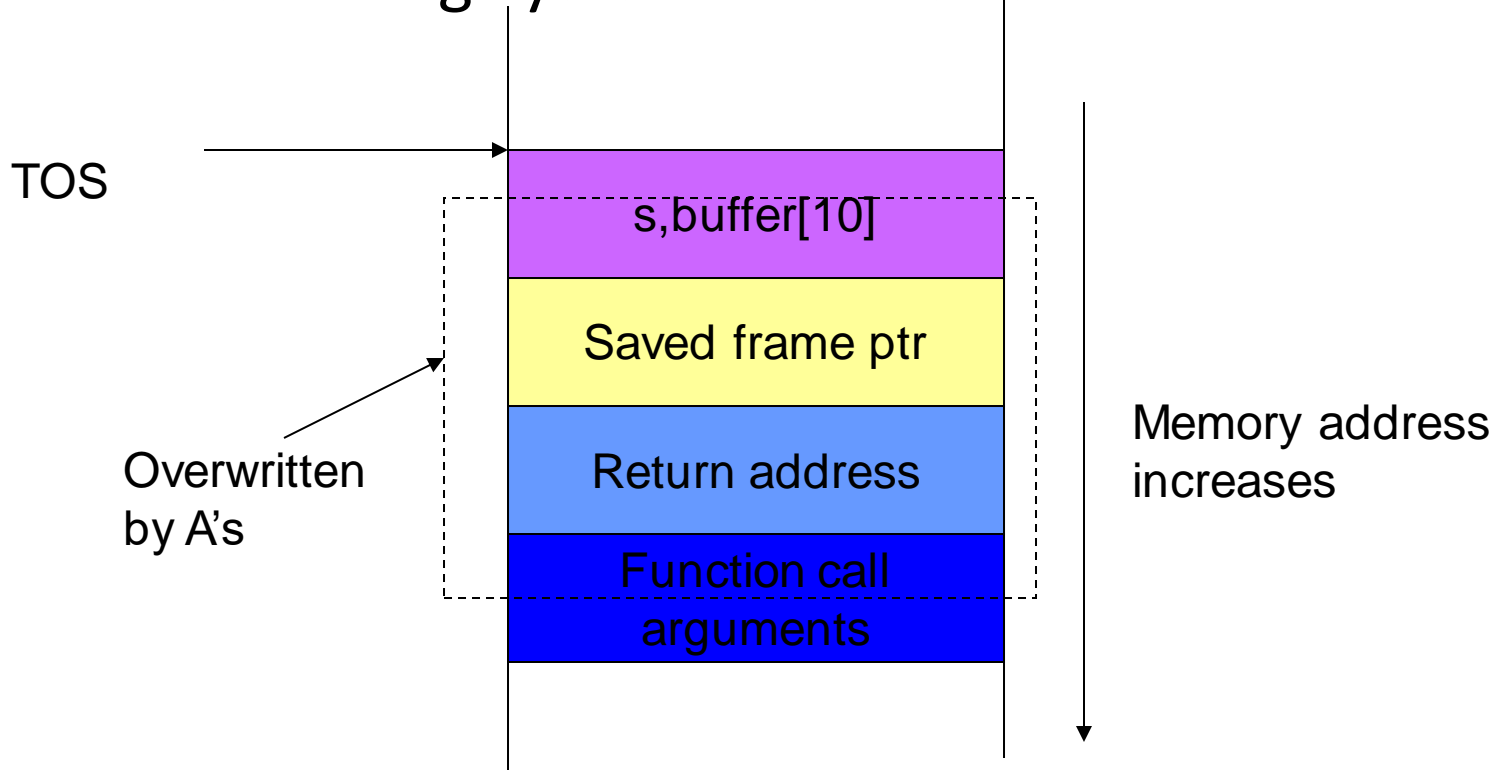 TOS
s,buffer[10]
Saved frame ptr
Overwritten
by A's
Return address
Memory address
increases
Function call
arguments